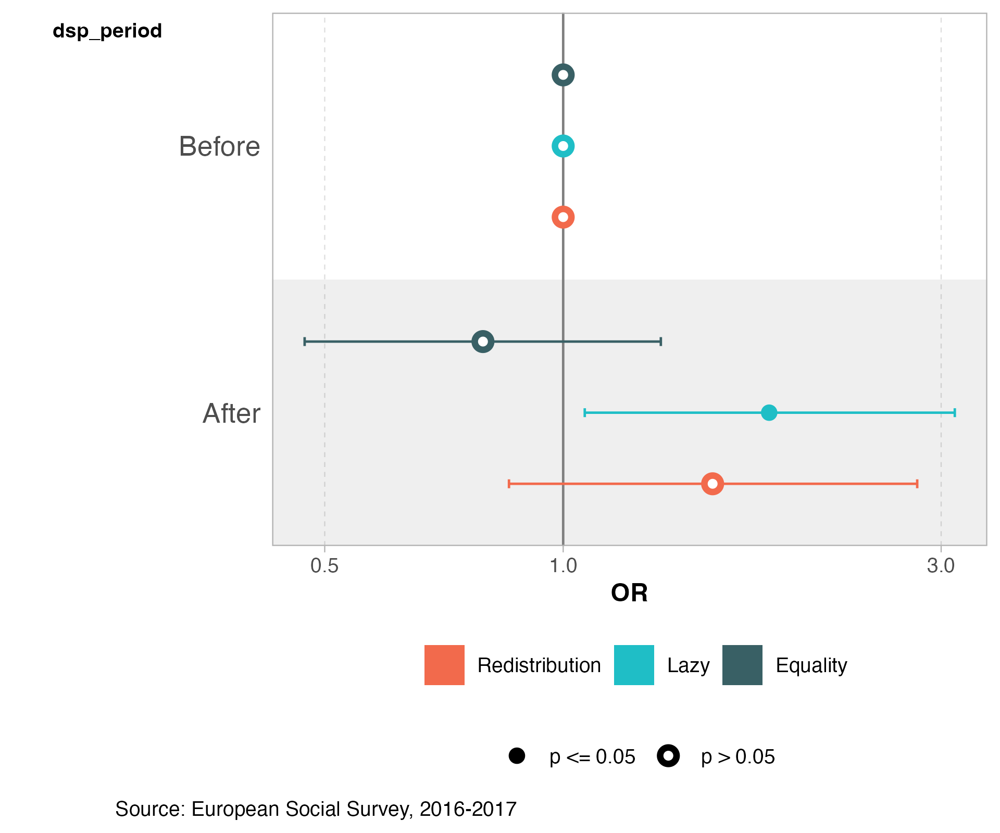 dsp_period
Before
After
0.5 1.0 3.0
OR
Redistribution Lazy Equality
p <= 0.05 p > 0.05
Source: European Social Survey, 2016-2017